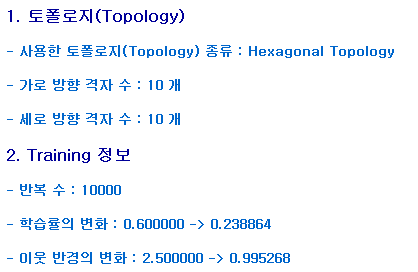 1. 토폴로지(Topology)
- 사용한 토폴로지(Topology) 종류 : Hexagonal Topology
- 가로 방향 격자 수 : 10 개
- 세로 방향 격자 수 : 10 개
2. Training 정보
- 반복 수 : 10000
- 학습률의 변화 : 0.600000 -> 0.238864
- 이웃 반경의 변화 : 2.500000 -> 0.995268